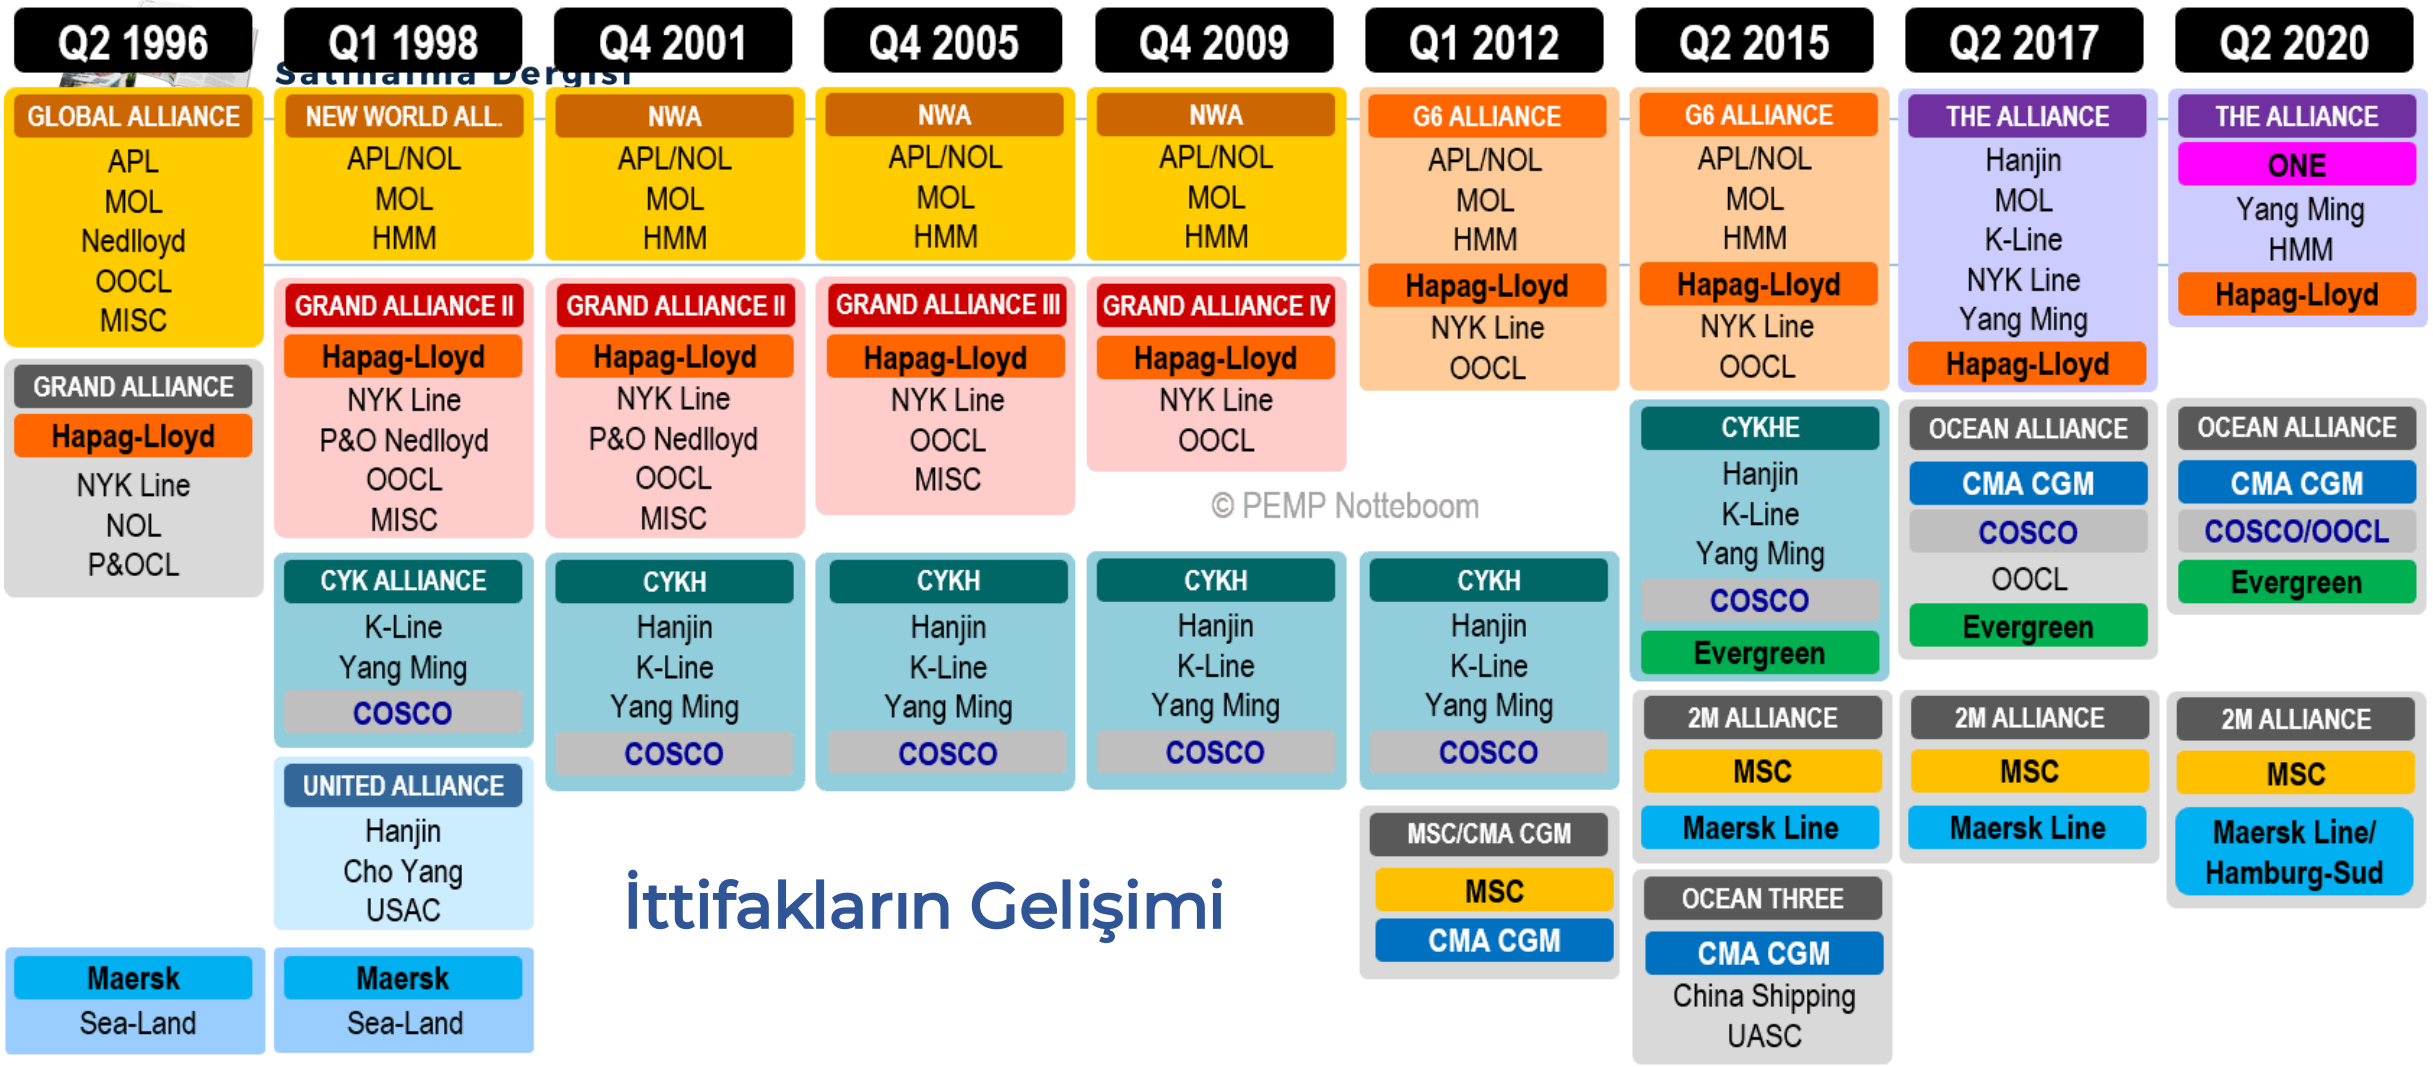 Q2 1996
GLOBAL ALLIANCE
APL
MOL
Nedlloyd
OOCL
MISC
GRAND ALLIANCE
Hapag-Lloyd
NYK Line
NOL
P&OCL
Maersk
Sea-Land
Q1 1998
Satınalma Dergisi
NEW WORLD ALL.
APL/NOL
MOL
HMM
GRAND ALLIANCE II
Hapag-Lloyd
NYK Line
P&O Nedlloyd
OOCL
MISC
CYK ALLIANCE
K-Line
Yang Ming
COSCO
UNITED ALLIANCE
Hanjin
Cho Yang
USAC
Maersk
Sea-Land
Q4 2001
NWA
APL/NOL
MOL
HMM
GRAND ALLIANCE II
Hapag-Lloyd
NYK Line
P&O Nedlloyd
OOCL
MISC
CYKH
Hanjin
K-Line
Yang Ming
COSCO
Q4 2005
NWA
APL/NOL
MOL
HMM
GRAND ALLIANCE III
Hapag-Lloyd
NYK Line
OOCL
MISC
CYKH
Hanjin
K-Line
Yang Ming
COSCO
Q4 2009
NWA
APL/NOL
MOL
HMM
GRAND ALLIANCE IV
Hapag-Lloyd
NYK Line
OOCL
© PEMP Notteboom
CYKH
Hanjin
K-Line
Yang Ming
COSCO
İttifakların Gelişimi
Q1 2012
G6 ALLIANCE
APL/NOL
MOL
HMM
Hapag-Lloyd
NYK Line
OOCL
CYKH
Hanjin
K-Line
Yang Ming
COSCO
MSC/CMA CGM
MSC
CMA CGM
Q2 2015
G6 ALLIANCE
APL/NOL
MOL
HMM
Hapag-Lloyd
NYK Line
OOCL
CYKHE
Hanjin
K-Line
Yang Ming
COSCO
Evergreen
2M ALLIANCE
MSC
Maersk Line
OCEAN THREE
CMA CGM
China Shipping
UASC
Q2 2017
THE ALLIANCE
Hanjin
MOL
K-Line
NYK Line
Yang Ming
Hapag-Lloyd
OCEAN ALLIANCE
CMA CGM
COSCO
OOCL
Evergreen
2M ALLIANCE
MSC
Maersk Line
Q2 2020
THE ALLIANCE
ONE
Yang Ming
HMM
Hapag-Lloyd
OCEAN ALLIANCE
CMA CGM
COSCO/OOCL
Evergreen
2M ALLIANCE
MSC
Maersk Line/
Hamburg-Sud